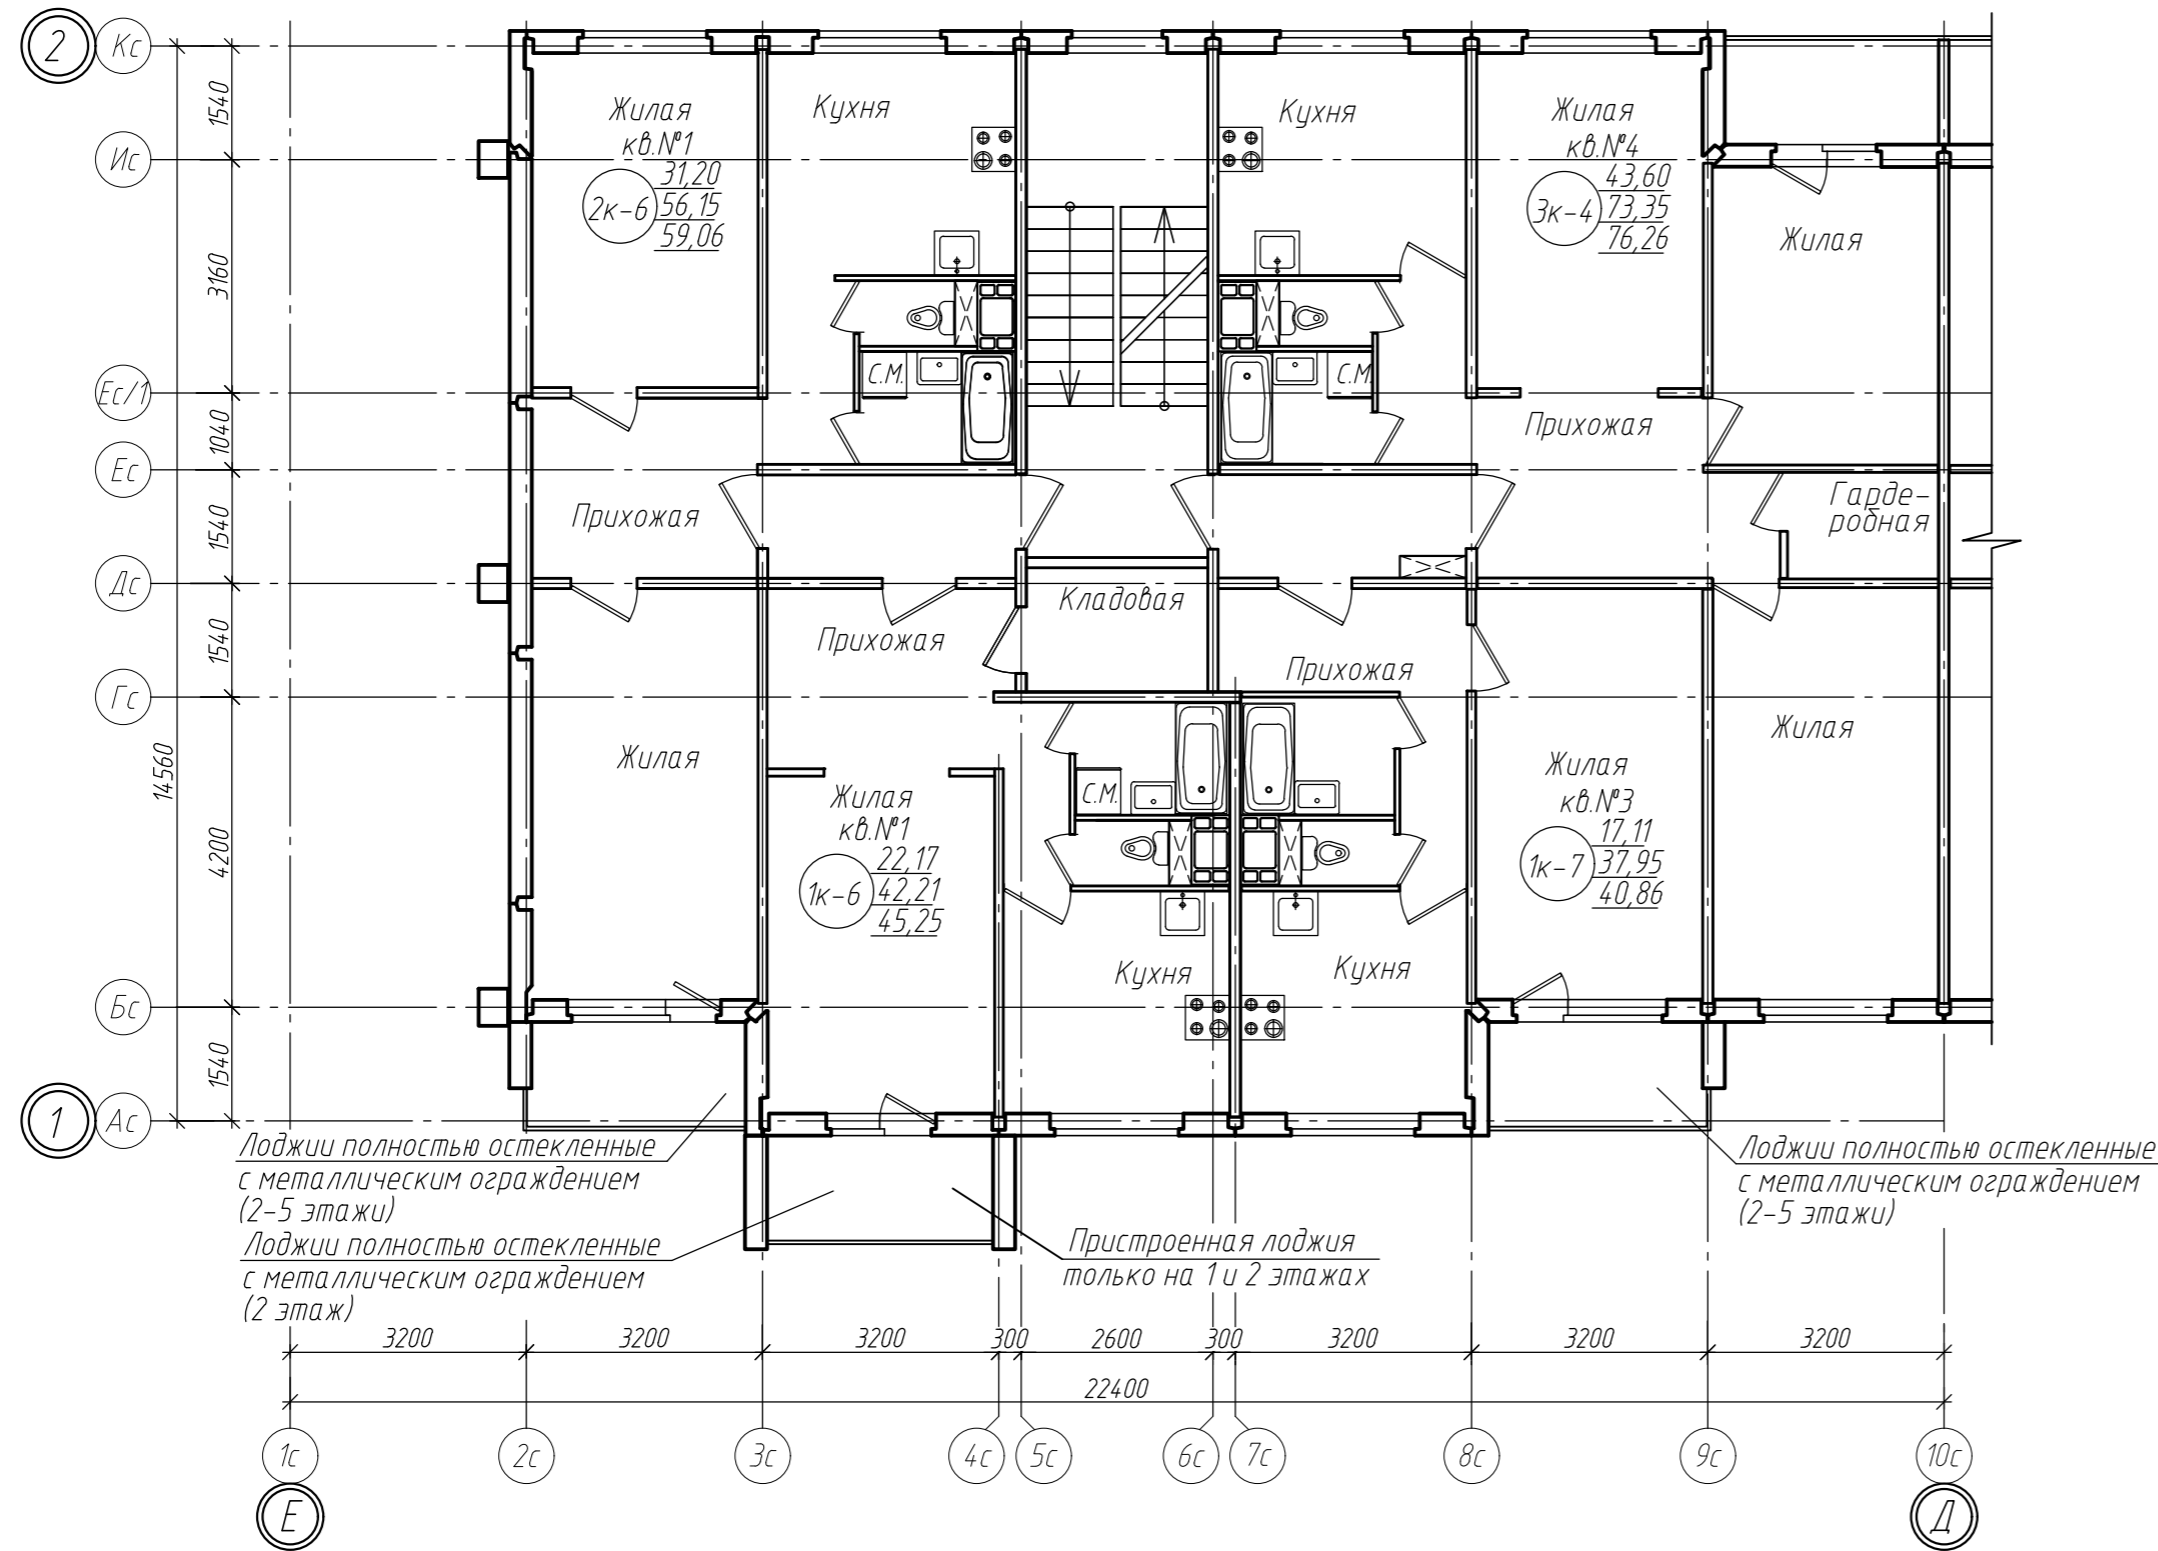 2
Кс
Ис
Ес/1
Ес
Дс
Гс
Бс
1
Ас
1540
3160
1040
1540
1540
4200
1540
14560
Жилая
кв.№1
2к-6
31,20
56,15
59,06
Кухня
Кухня
Жилая
кв.№4
3к-4
43,60
73,35
76,26
Жилая
С.М.
С.М.
Прихожая
Прихожая
Гарде-
робная
Кладовая
Прихожая
Прихожая
Жилая
Жилая
кв.№1
1к-6
22,17
42,21
45,25
С.М.
Кухня
Кухня
Жилая
кв.№3
1к-7
17,11
37,95
40,86
Жилая
Лоджии полностью остекленные
с металлическим ограждением
(2-5 этажи)
Лоджии полностью остекленные
с металлическим ограждением
(2 этаж)
Пристроенная лоджия
только на 1 и 2 этажах
Лоджии полностью остекленные
с металлическим ограждением
(2-5 этажи)
3200 3200 3200 300 2600 300 3200 3200 3200
22400
1с 2с 3с 4с 5с 6с 7с 8с 9с 10с
Е Д